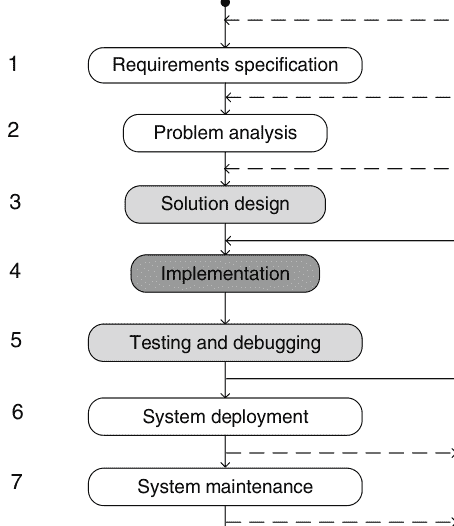 1 Requirements specification
2 Problem analysis
3 Solution design
4 Implementation
5 Testing and debugging
6 System deployment
7 System maintenance